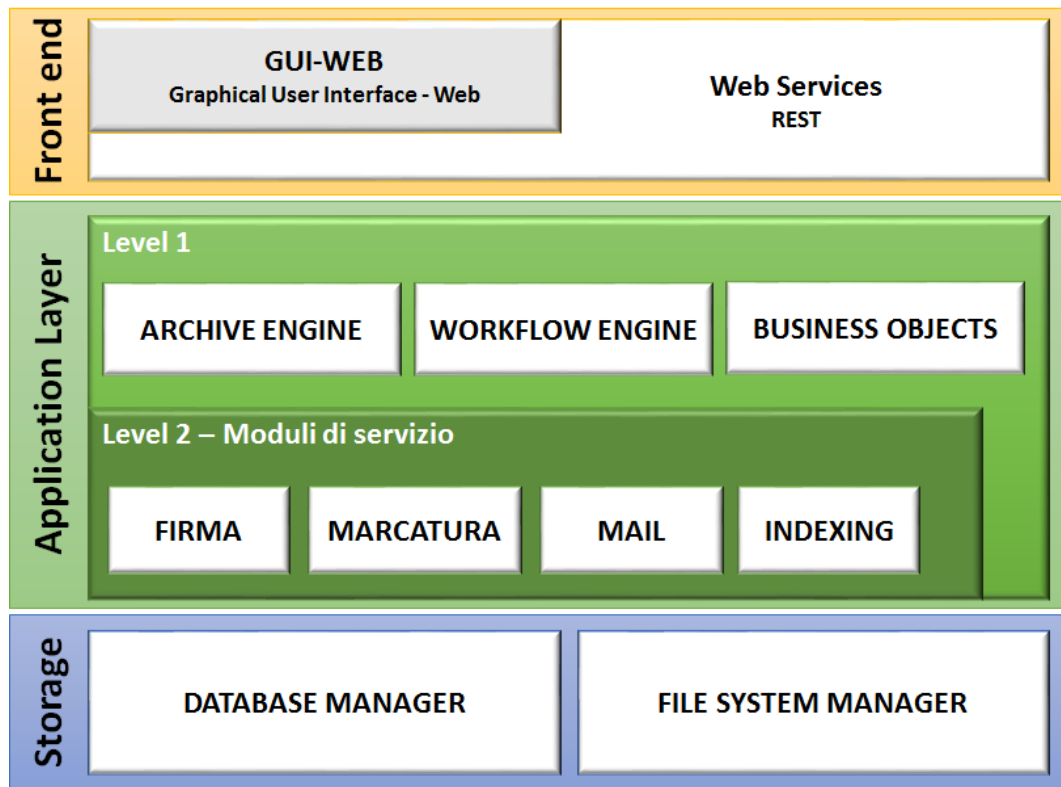 Front end
GUI-WEB
Graphical User Interface - Web
Web Services
REST
Application Layer
Level 1
ARCHIVE ENGINE
WORKFLOW ENGINE
BUSINESS OBJECTS
Level 2 – Moduli di servizio
FIRMA
MARCATURA
MAIL
INDEXING
Storage
DATABASE MANAGER
FILE SYSTEM MANAGER